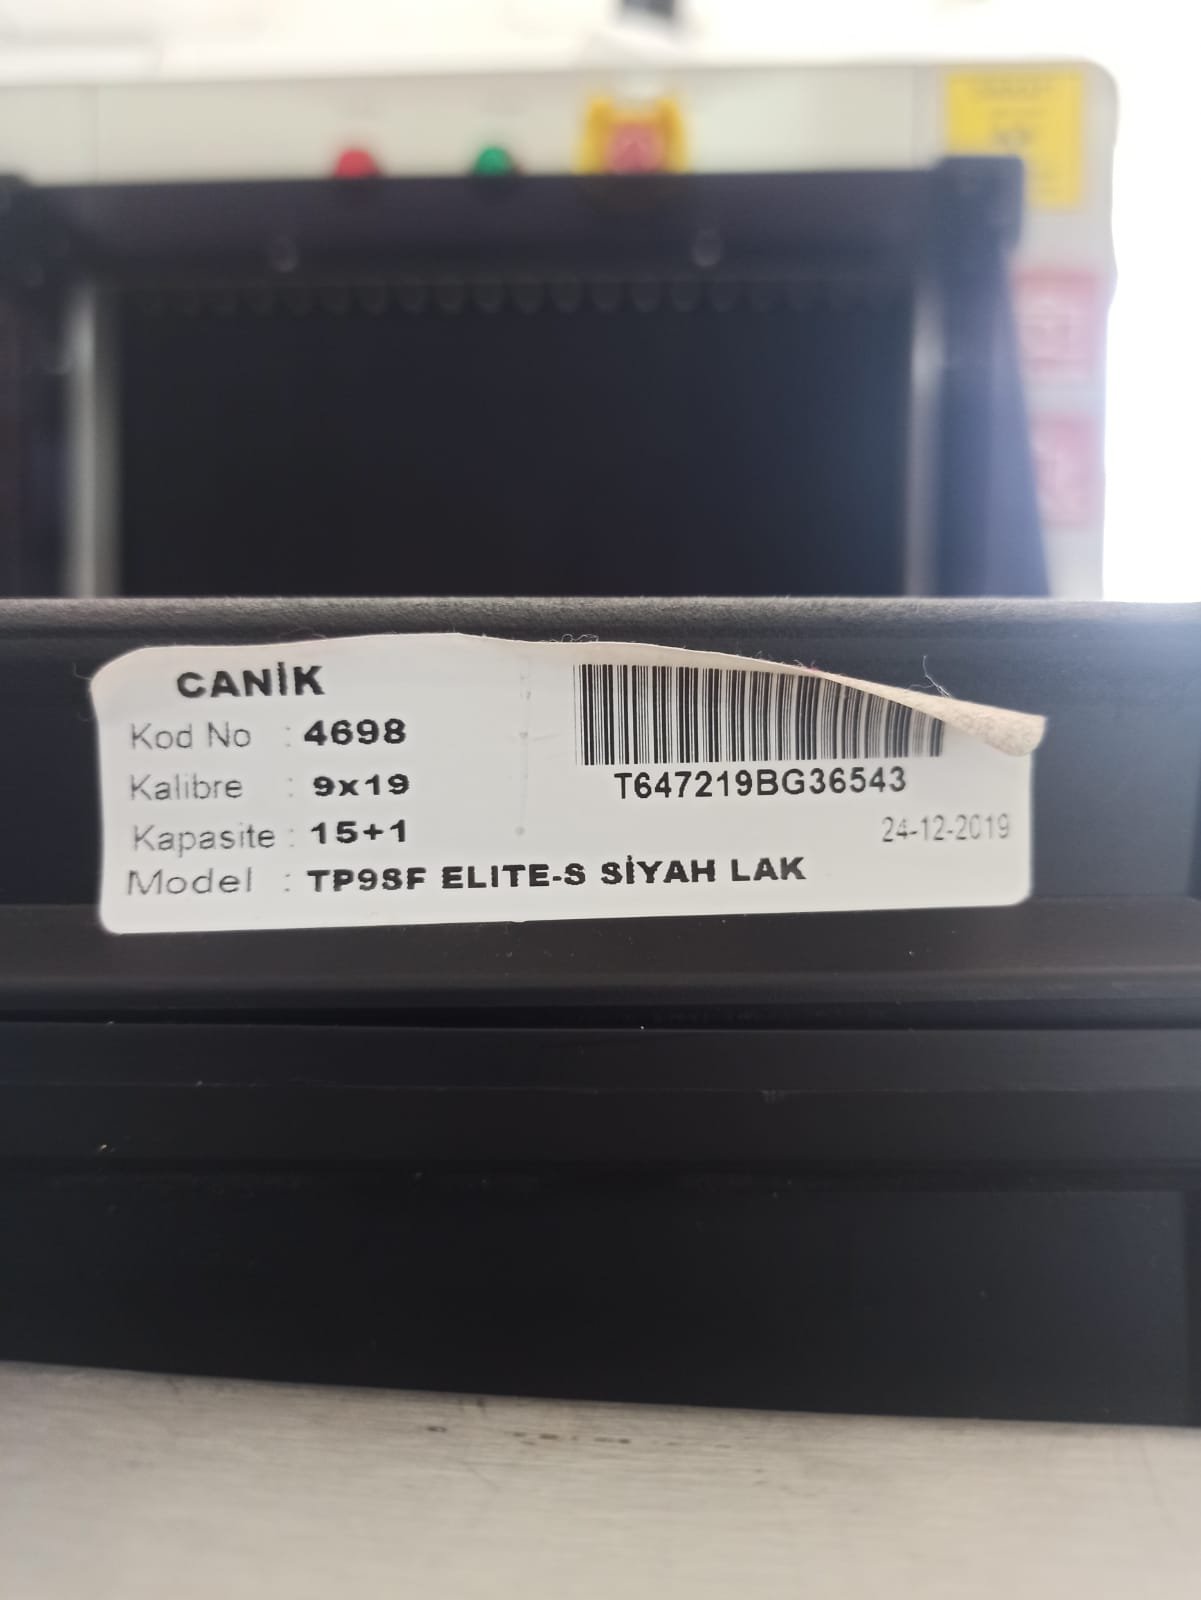 CANİK
Kod No : 4698
Kalibre : 9x19
Kapasite : 15+1
Model : TP9SF ELITE-S SİYAH LAK
T647219BG36543
24-12-2019